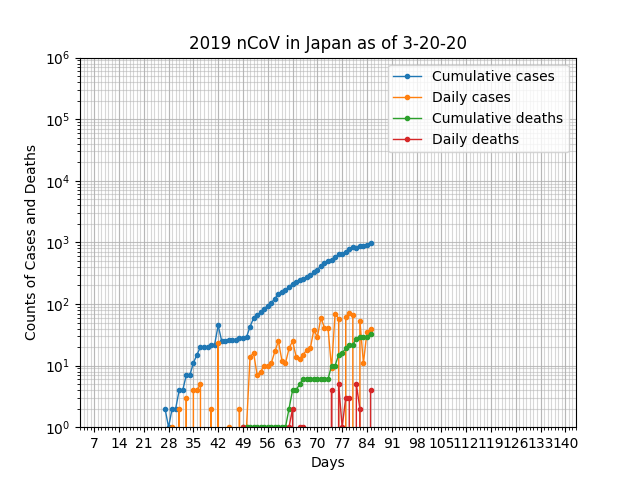 2019 nCoV in Japan as of 3-20-20
Cumulative cases
Daily cases
Cumulative deaths
Daily deaths
Counts of Cases and Deaths
10^6
10^5
10^4
10^3
10^2
10^1
10^0
7 14 21 28 35 42 49 56 63 70 77 84 91 98 105 112 119 126 133 140
Days